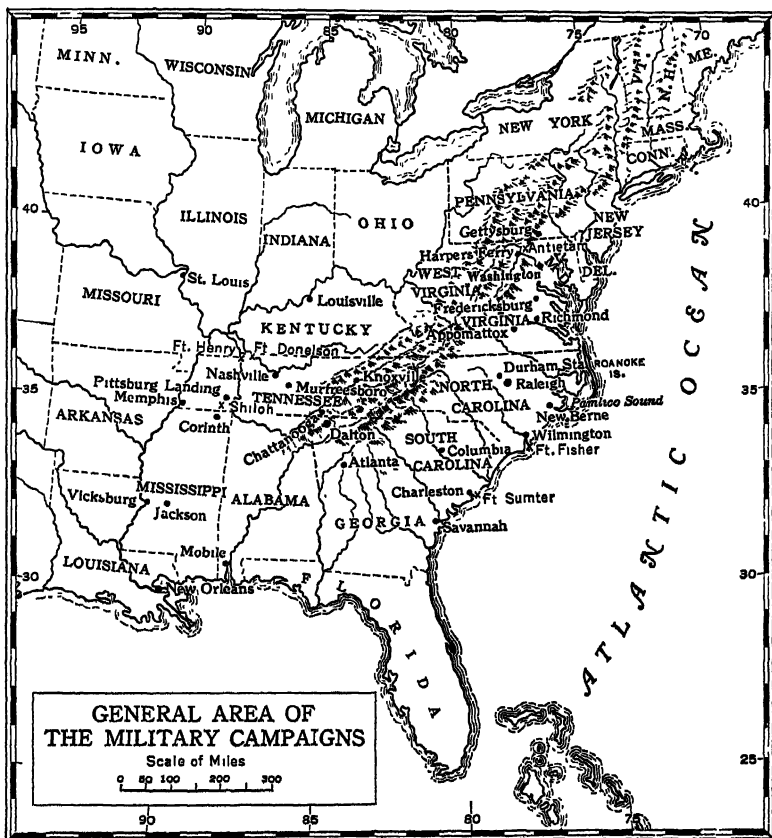 95
90
85
80
75
70
MINN.
WISCONSIN
MICHIGAN
NEW YORK
VT.
N.H.
ME.
MASS.
CONN.
IOWA
40
40
ILLINOIS
INDIANA
OHIO
PENNSYLVANIA
Gettysburg
NEW
JERSEY
Harpers Ferry
x Antietam
WEST
VIRGINIA
Washington
DEL.
St. Louis
MISSOURI
Louisville
KENTUCKY
Fredericksburg
VIRGINIA
Richmond
Appomattox
Ft. Henry
Ft. Donelson
Nashville
Murfreesboro
Knoxville
TENNESSEE
Pittsburg Landing
Memphis
x Shiloh
Corinth
Chattanooga
Dalton
Durham Sta.
ROANOKE
IS.
NORTH
CAROLINA
Raleigh
Pamlico Sound
New Berne
Wilmington
Ft. Fisher
35
35
ARKANSAS
SOUTH
CAROLINA
Columbia
Atlanta
Charleston
Ft Sumter
MISSISSIPPI
Vicksburg
Jackson
ALABAMA
GEORGIA
Savannah
LOUISIANA
Mobile
New Orleans
30
30
FLORIDA
ATLANTIC OCEAN
25
GENERAL AREA OF
THE MILITARY CAMPAIGNS
Scale of Miles
0 50 100 200 300
90
85
80
75